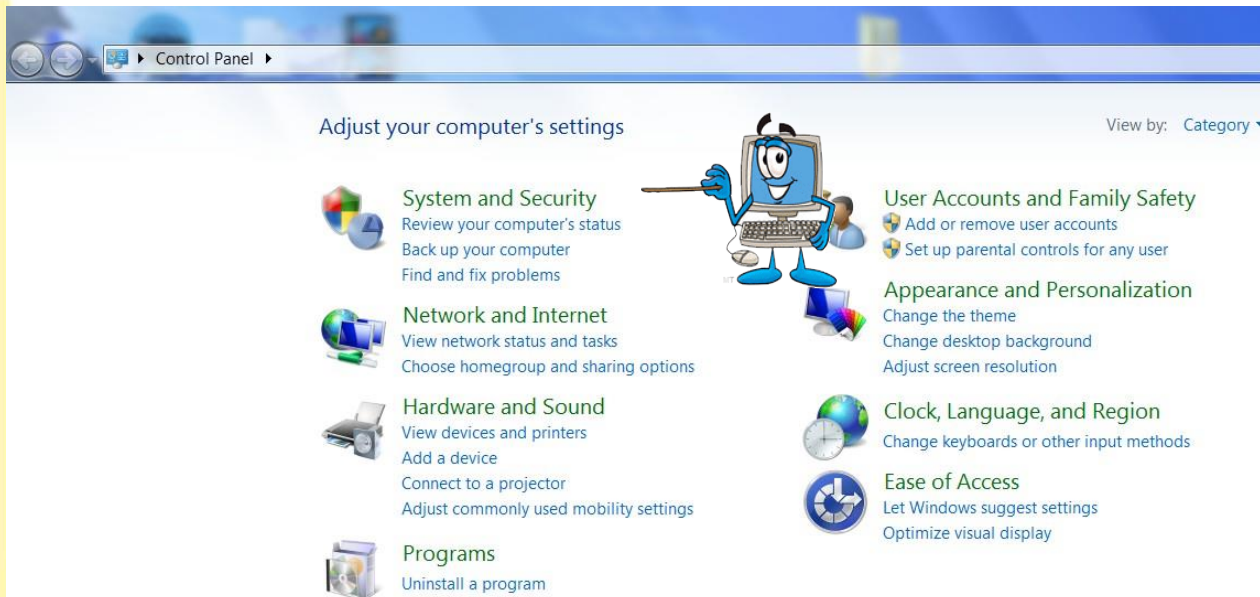 Control Panel
Adjust your computer's settings
View by: Category
System and Security
Review your computer's status
Back up your computer
Find and fix problems
Network and Internet
View network status and tasks
Choose homegroup and sharing options
Hardware and Sound
View devices and printers
Add a device
Connect to a projector
Adjust commonly used mobility settings
Programs
Uninstall a program
User Accounts and Family Safety
Add or remove user accounts
Set up parental controls for any user
Appearance and Personalization
Change the theme
Change desktop background
Adjust screen resolution
Clock, Language, and Region
Change keyboards or other input methods
Ease of Access
Let Windows suggest settings
Optimize visual display